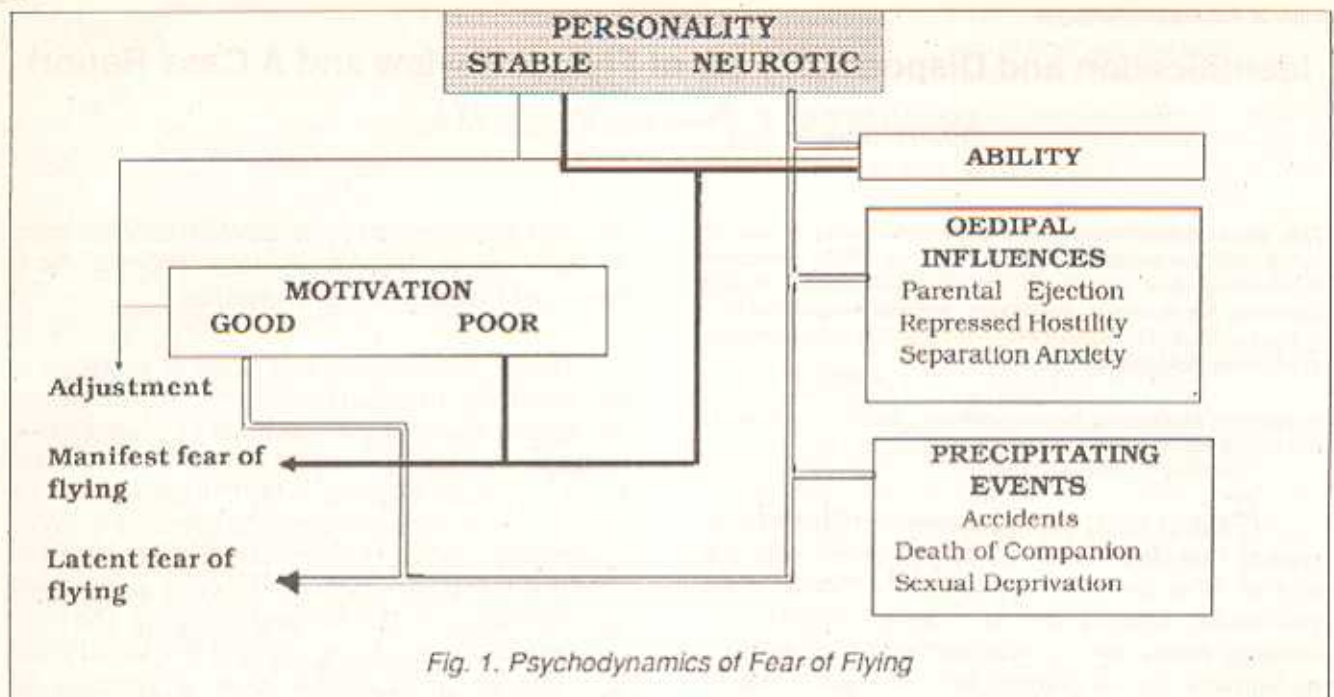 PERSONALITY
STABLE NEUROTIC
ABILITY
OEDIPAL
INFLUENCES
Parental Ejection
Repressed Hostility
Separation Anxiety
MOTIVATION
GOOD POOR
Adjustment
Manifest fear of
flying
PRECIPITATING
EVENTS
Accidents
Death of Companion
Sexual Deprivation
Latent fear of
flying
Fig. 1. Psychodynamics of Fear of Flying